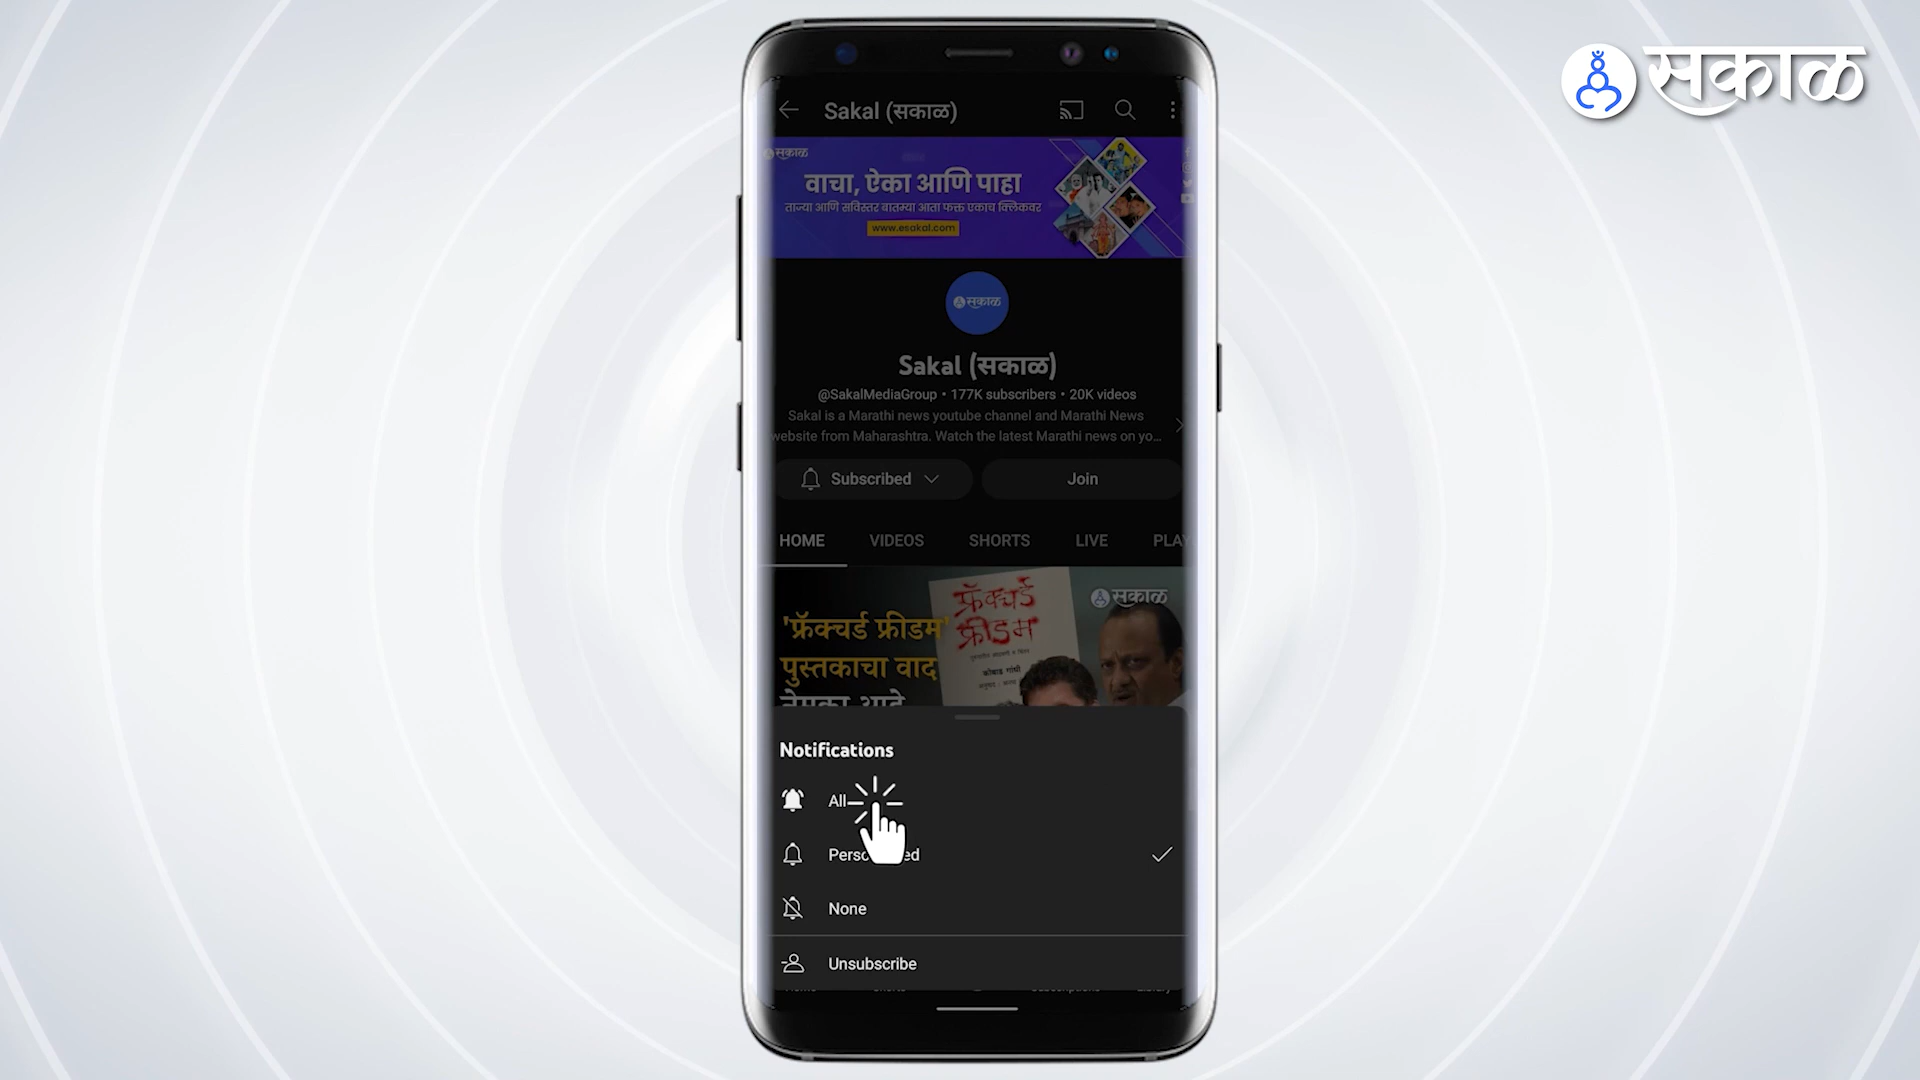 सकाळ
Sakal (सकाळ)
सकाळ
वाचा, ऐका आणि पाहा
ताज्या आणि सविस्तर बातम्या आता फक्त एकाच क्लिकवर
www.esakal.com
सकाळ
Sakal (सकाळ)
@SakalMediaGroup • 177K subscribers • 20K videos
Sakal is a Marathi news youtube channel and Marathi News
website from Maharashtra. Watch the latest Marathi news on yo...
Subscribed
Join
HOME VIDEOS SHORTS LIVE PLAY
सकाळ
फ्रॅक्चर्ड
फ्रीडम
कोबाड गांधी
'फ्रॅक्चर्ड फ्रीडम'
पुस्तकाचा वाद
नेमका आहे
Notifications
All
None
Unsubscribe